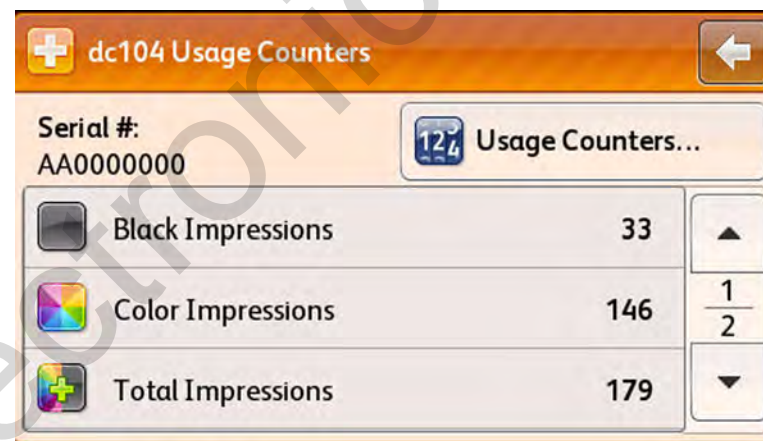 dc104 Usage Counters
Serial #:
AA0000000
Usage Counters...
Black Impressions 33
Color Impressions 146
1
2
Total Impressions 179